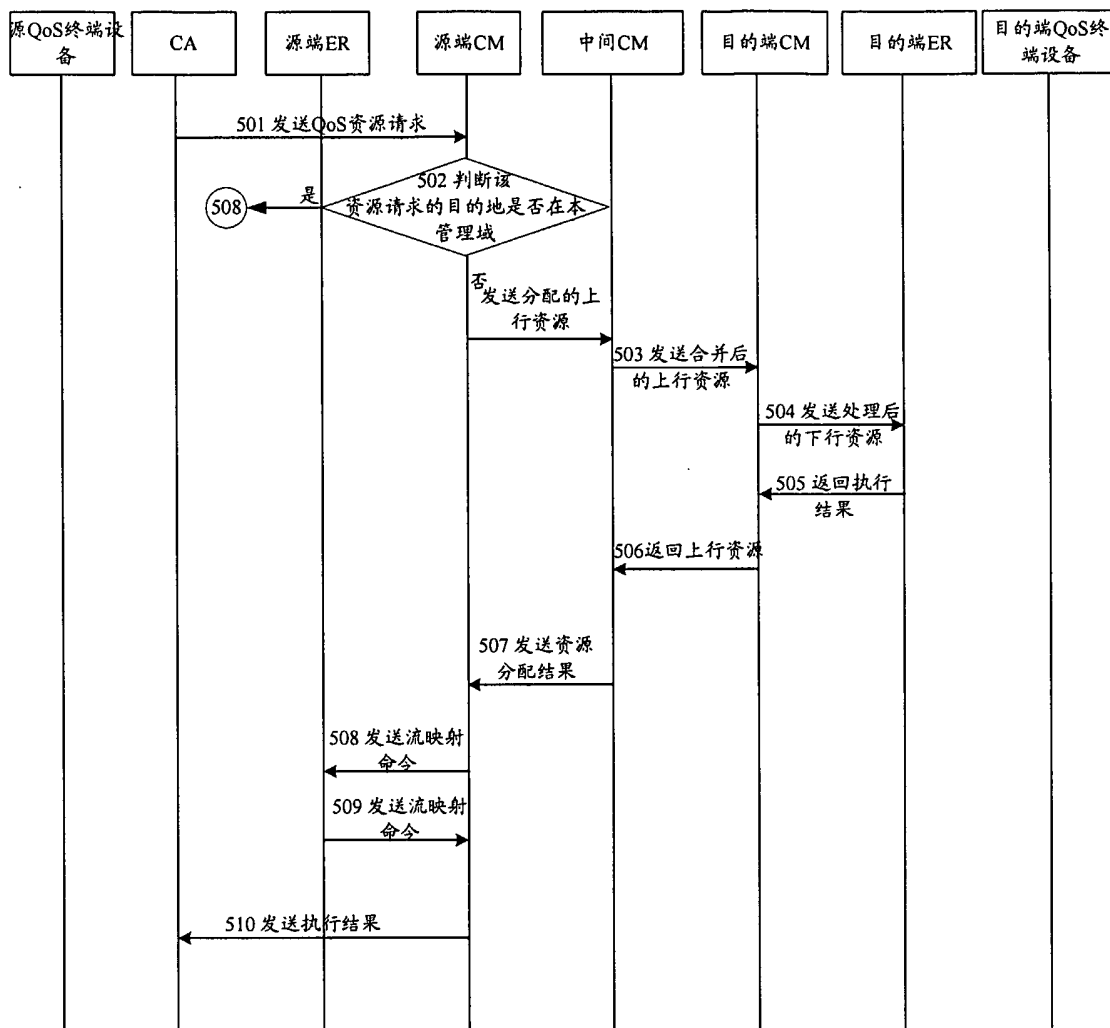 源QoS终端设
备
CA
源端ER
源端CM
中间CM
目的端CM
目的端ER
目的端QoS终
端设备
501 发送QoS资源请求
502 判断该
资源请求的目的地是否在本
管理域
是
508
否
发送分配的上
行资源
503 发送合并后
的上行资源
504 发送处理后
的下行资源
505 返回执行
结果
506返回上行资源
507 发送资源
分配结果
508 发送流映射
命令
509 发送流映射
命令
510 发送执行结果